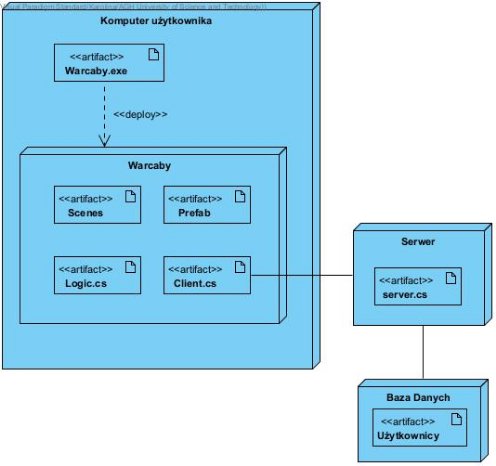 Visual Paradigm Standard(Karolina(AGH University of Science and Technology))
Komputer użytkownika
<<artifact>>
Warcaby.exe
<<deploy>>
Warcaby
<<artifact>>
Scenes
<<artifact>>
Prefab
<<artifact>>
Logic.cs
<<artifact>>
Client.cs
Serwer
<<artifact>>
server.cs
Baza Danych
<<artifact>>
Użytkownicy